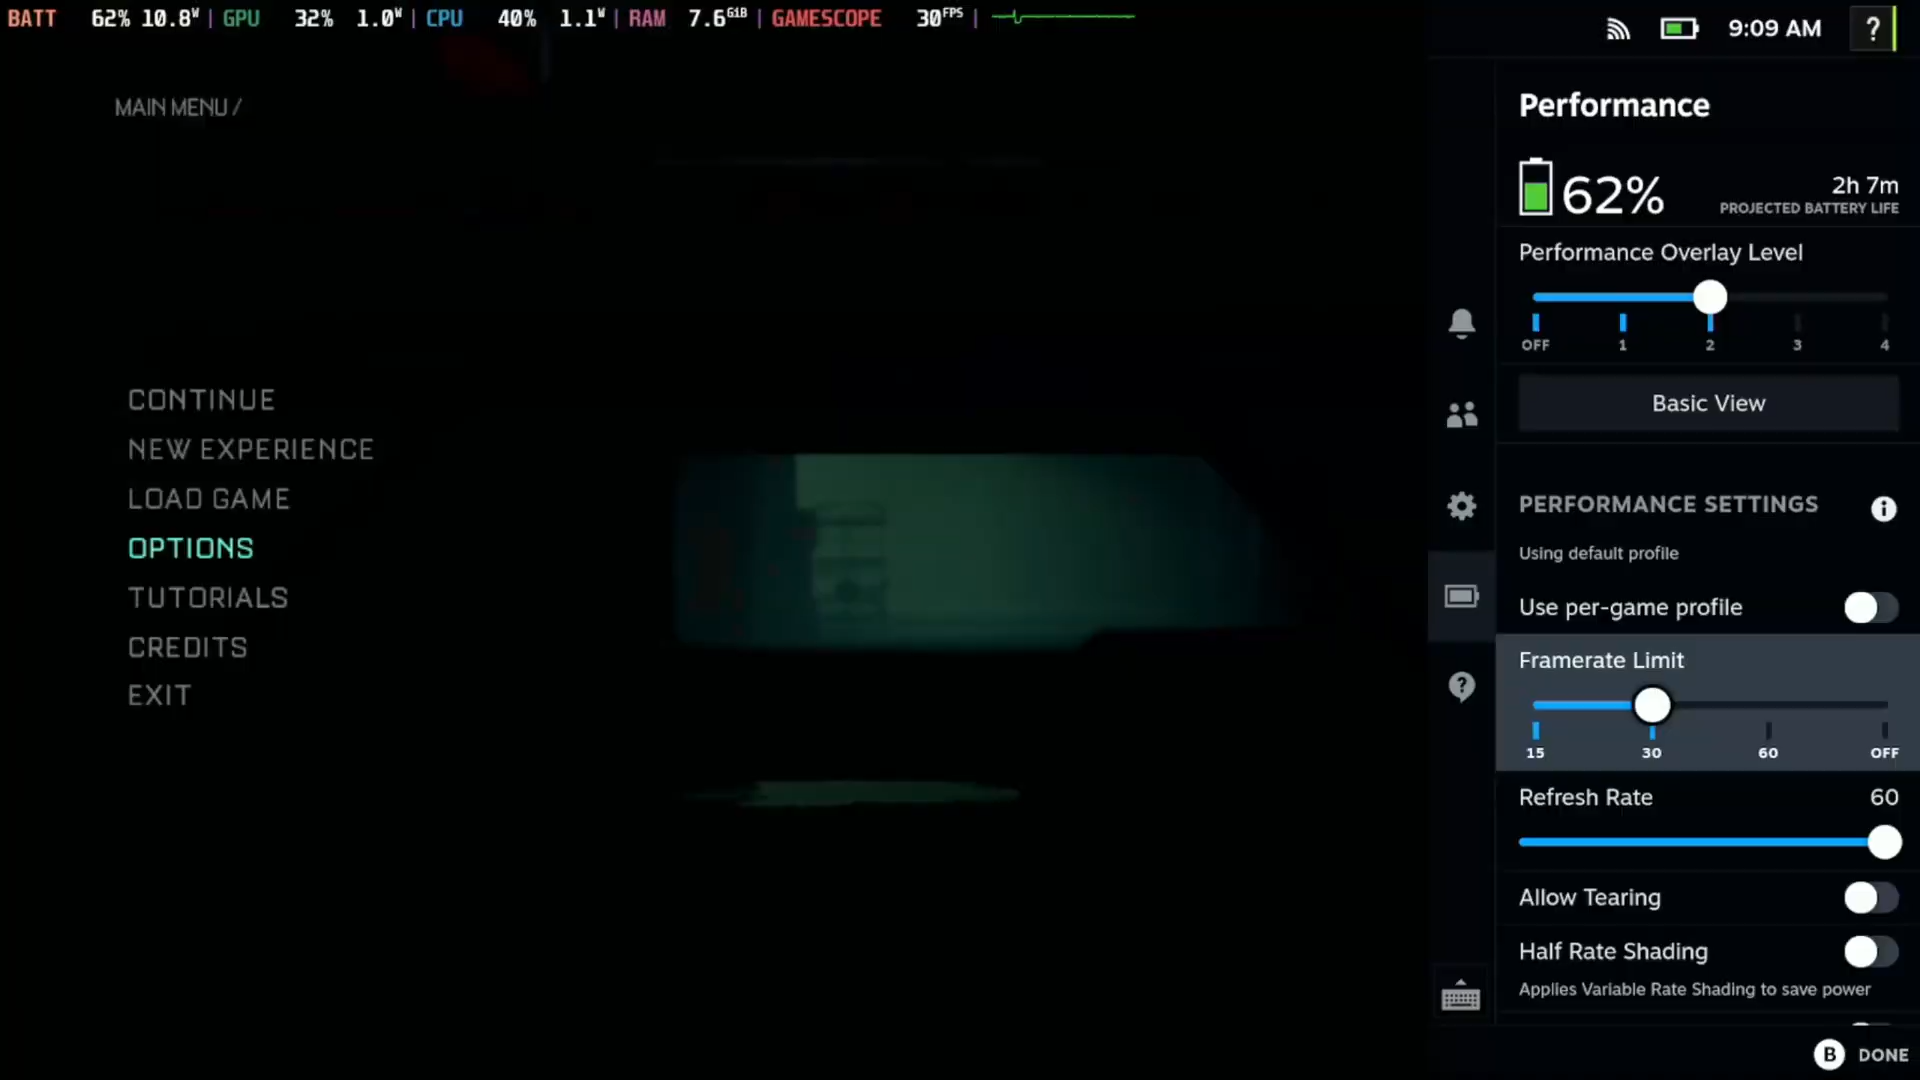 BATT 62% 10.8W | GPU 32% 1.0W | CPU 40% 1.1W | RAM 7.6GiB | GAMESCOPE 30FPS |
9:09 AM
?
MAIN MENU /
CONTINUE
NEW EXPERIENCE
LOAD GAME
OPTIONS
TUTORIALS
CREDITS
EXIT
Performance
62%
2h 7m
PROJECTED BATTERY LIFE
Performance Overlay Level
OFF 1 2 3 4
Basic View
PERFORMANCE SETTINGS
Using default profile
Use per-game profile
Framerate Limit
15 30 60 OFF
Refresh Rate 60
Allow Tearing
Half Rate Shading
Applies Variable Rate Shading to save power
B DONE